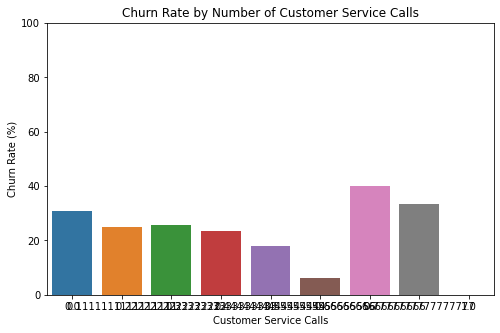 Churn Rate by Number of Customer Service Calls
100
80
60
40
20
0
Churn Rate (%)
Customer Service Calls